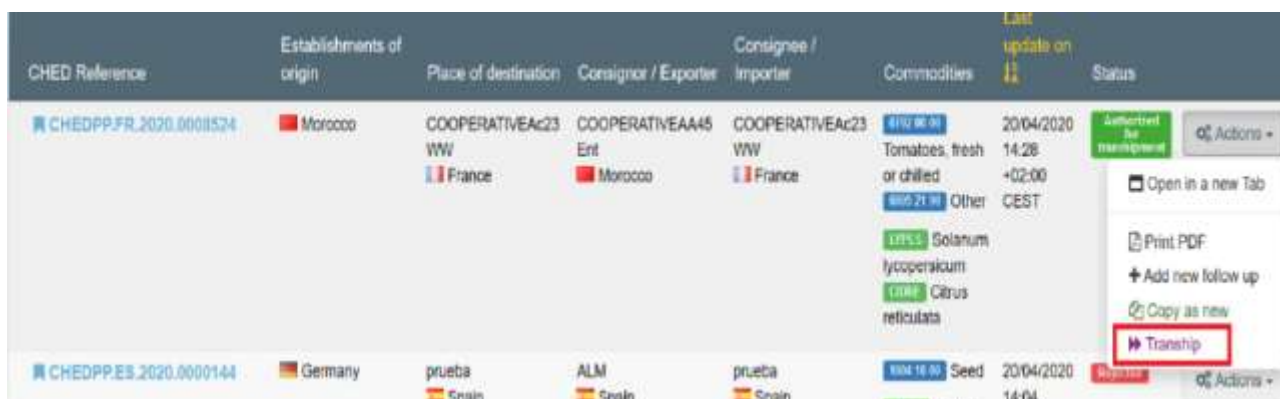 Last
Establishments of
Consignee /
update on
CHED Reference
origin
Place of destination
Consignor / Exporter
Importer
Commodities
Status
CHEDPP.FR.2020.0008524
Morocco
COOPERATIVEAc23
COOPERATIVEAA45
COOPERATIVEAc23
20/04/2020
Authorized
for
transhipment
Actions
WW
Ent
WW
Tomatoes, fresh
14:28
France
Morocco
France
or chilled
+02:00
Other
CEST
Solanum
lycopersicum
Citrus
reticulata
Open in a new Tab
Print PDF
Add new follow up
Copy as new
Tranship
CHEDPP.ES.2020.0000144
Germany
prueba
ALM
prueba
Seed
20/04/2020
Actions
Spain
Spain
Spain
14:04